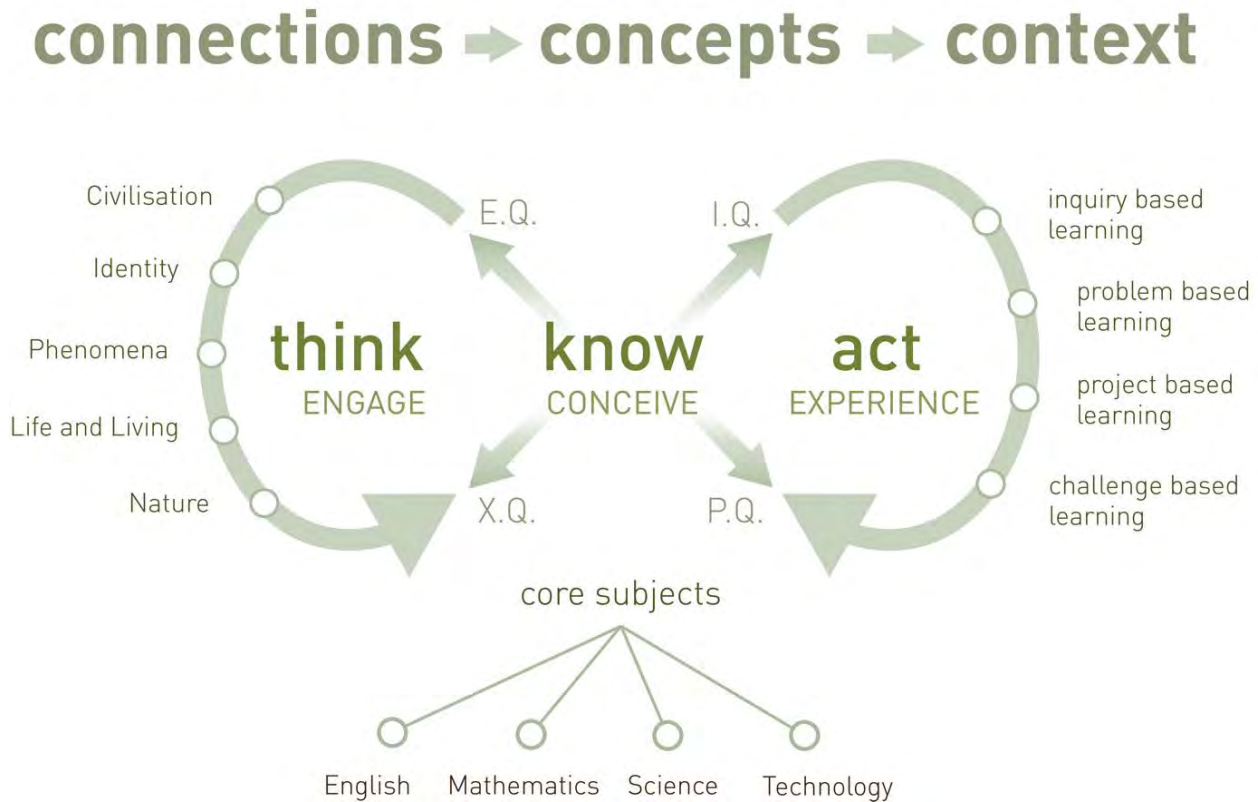 connections concepts context
Civilisation
Identity
Phenomena
Life and Living
Nature
E.Q.
X.Q.
think
ENGAGE
know
CONCEIVE
act
EXPERIENCE
I.Q.
P.Q.
inquiry based
learning
problem based
learning
project based
learning
challenge based
learning
core subjects
English Mathematics Science Technology